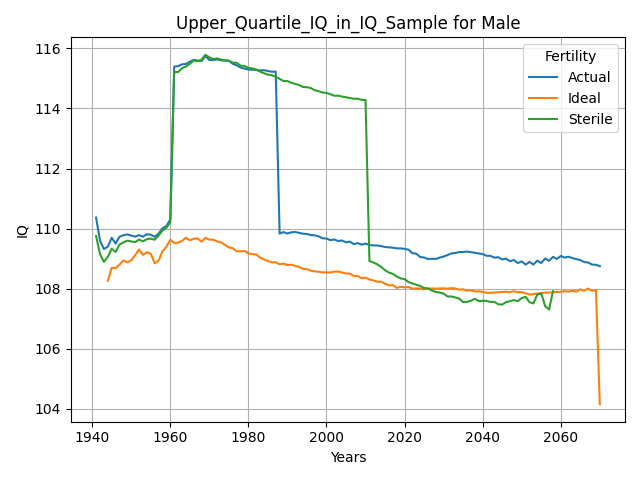 Upper_Quartile_IQ_in_IQ_Sample for Male
Fertility
Actual
Ideal
Sterile
IQ
116
114
112
110
108
106
104
1940
1960
1980
2000
2020
2040
2060
Years